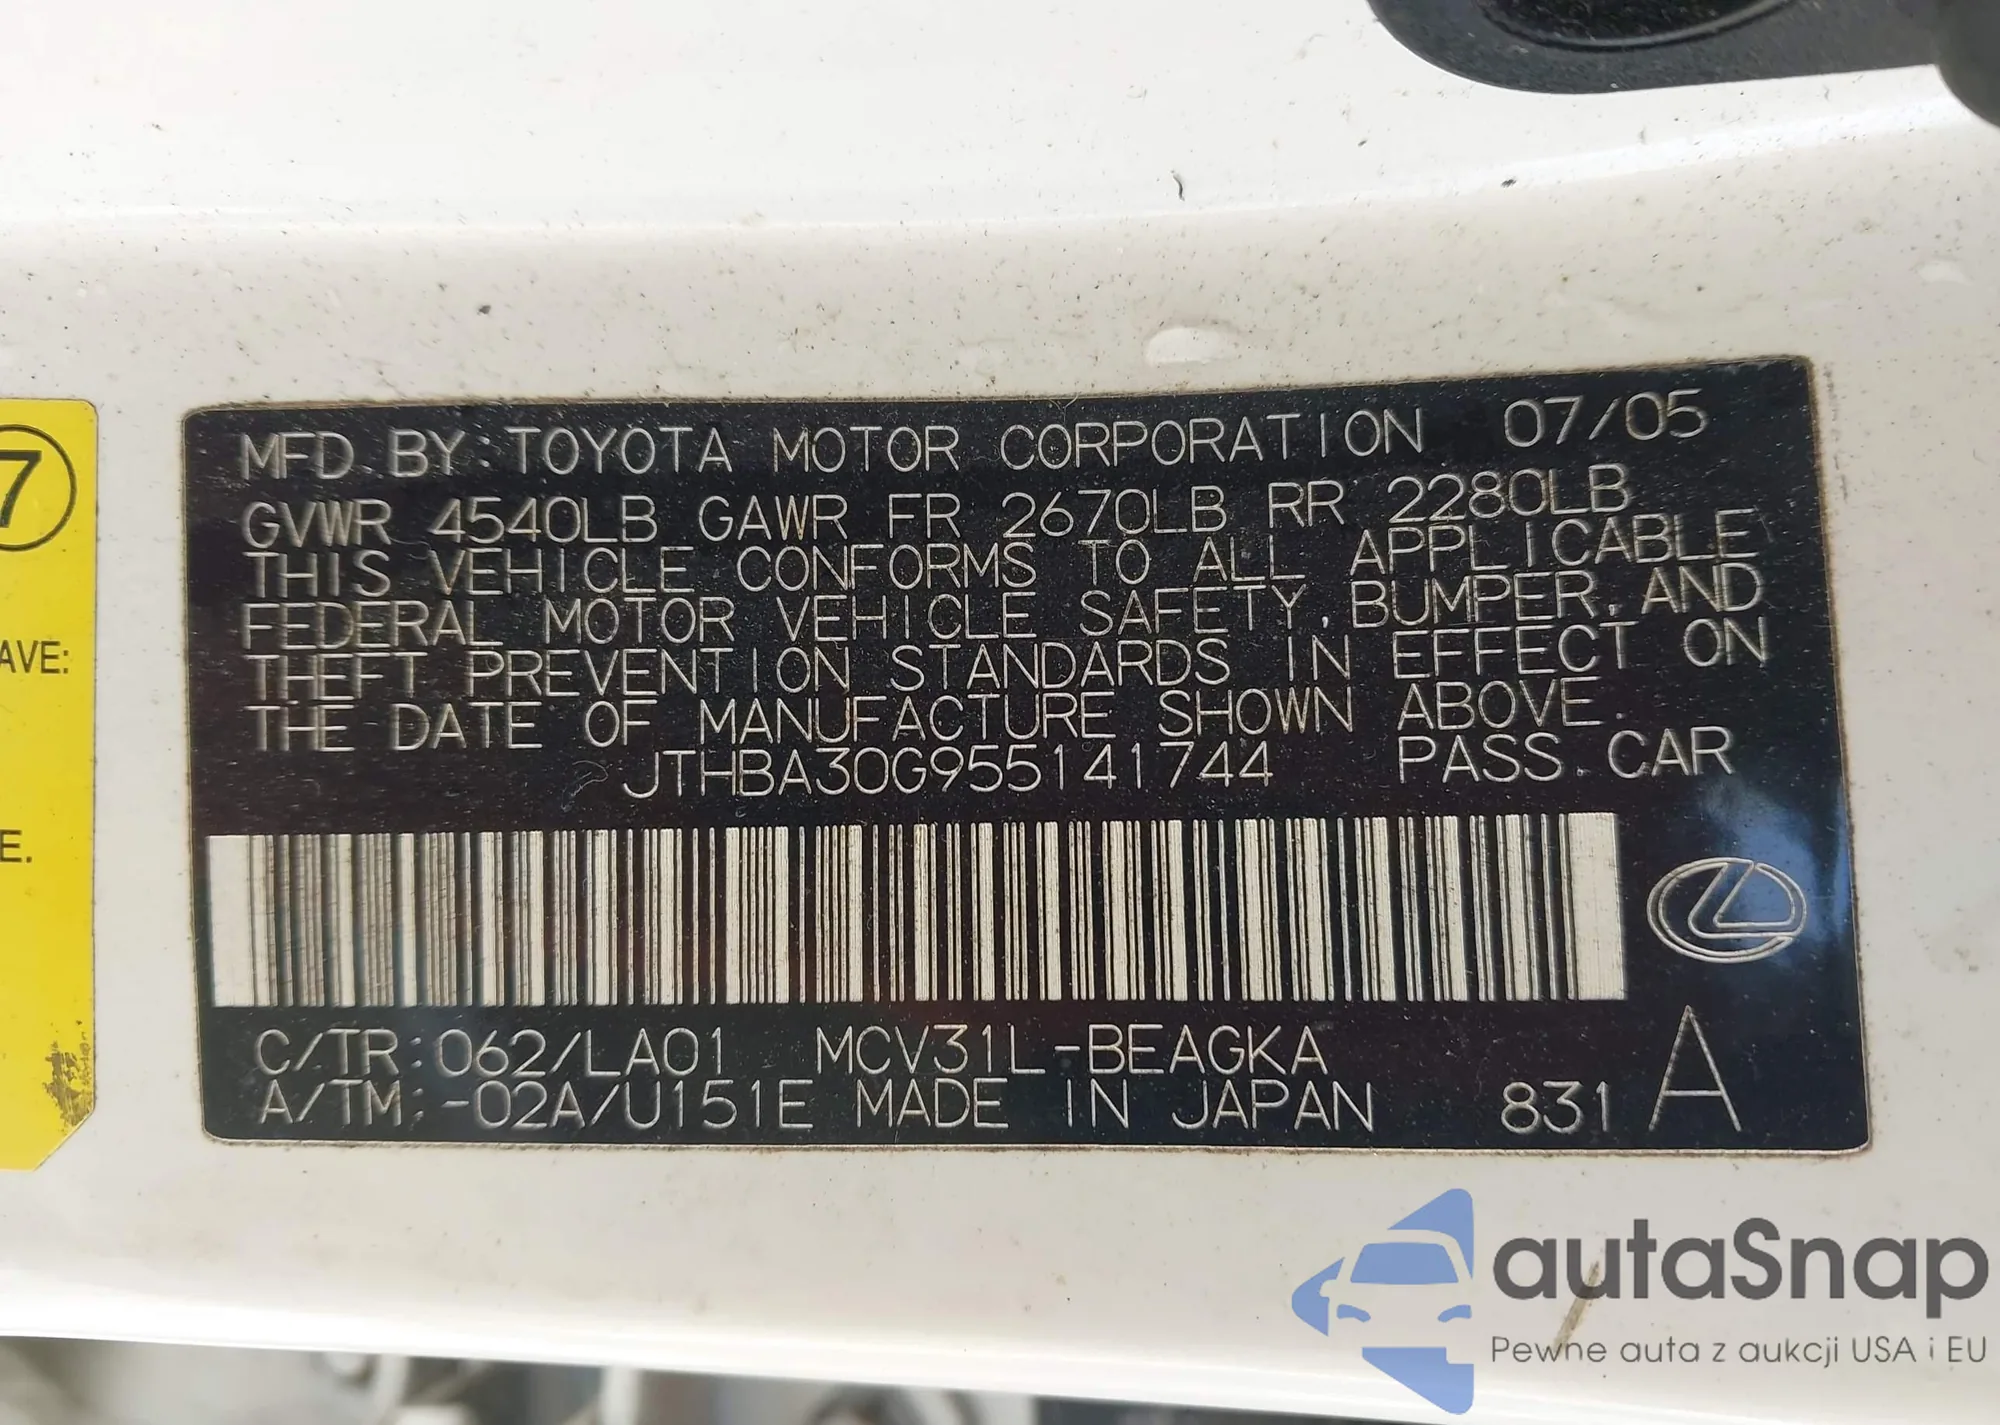 7
AVE:
E.
MFD. BY: TOYOTA MOTOR CORPORATION 07/05
GVWR 4540LB GAWR FR 2670LB RR 2280LB
THIS VEHICLE CONFORMS TO ALL APPLICABLE
FEDERAL MOTOR VEHICLE SAFETY, BUMPER, AND
THEFT PREVENTION STANDARDS IN EFFECT ON
THE DATE OF MANUFACTURE SHOWN ABOVE.
JTHBA30G955141744 PASS. CAR
C/TR:062/LA01 MCV31L-BEAGKA
A/TM:-02A/U151E MADE IN JAPAN 831 A
autaSnap
Pewne auta z aukcji USA i EU